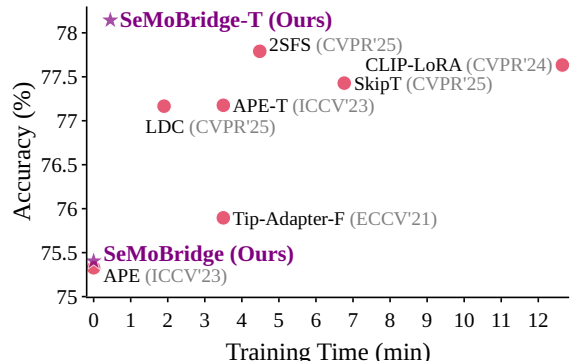 78
SeMoBridge-T (Ours)
2SFS (CVPR'25)
CLIP-LoRA (CVPR'24)
77.5
SkipT (CVPR'25)
APE-T (ICCV'23)
77
LDC (CVPR'25)
76
Tip-Adapter-F (ECCV'21)
75.5
SeMoBridge (Ours)
APE (ICCV'23)
75
0 1 2 3 4 5 6 7 8 9 10 11 12
Training Time (min)
Accuracy (%)